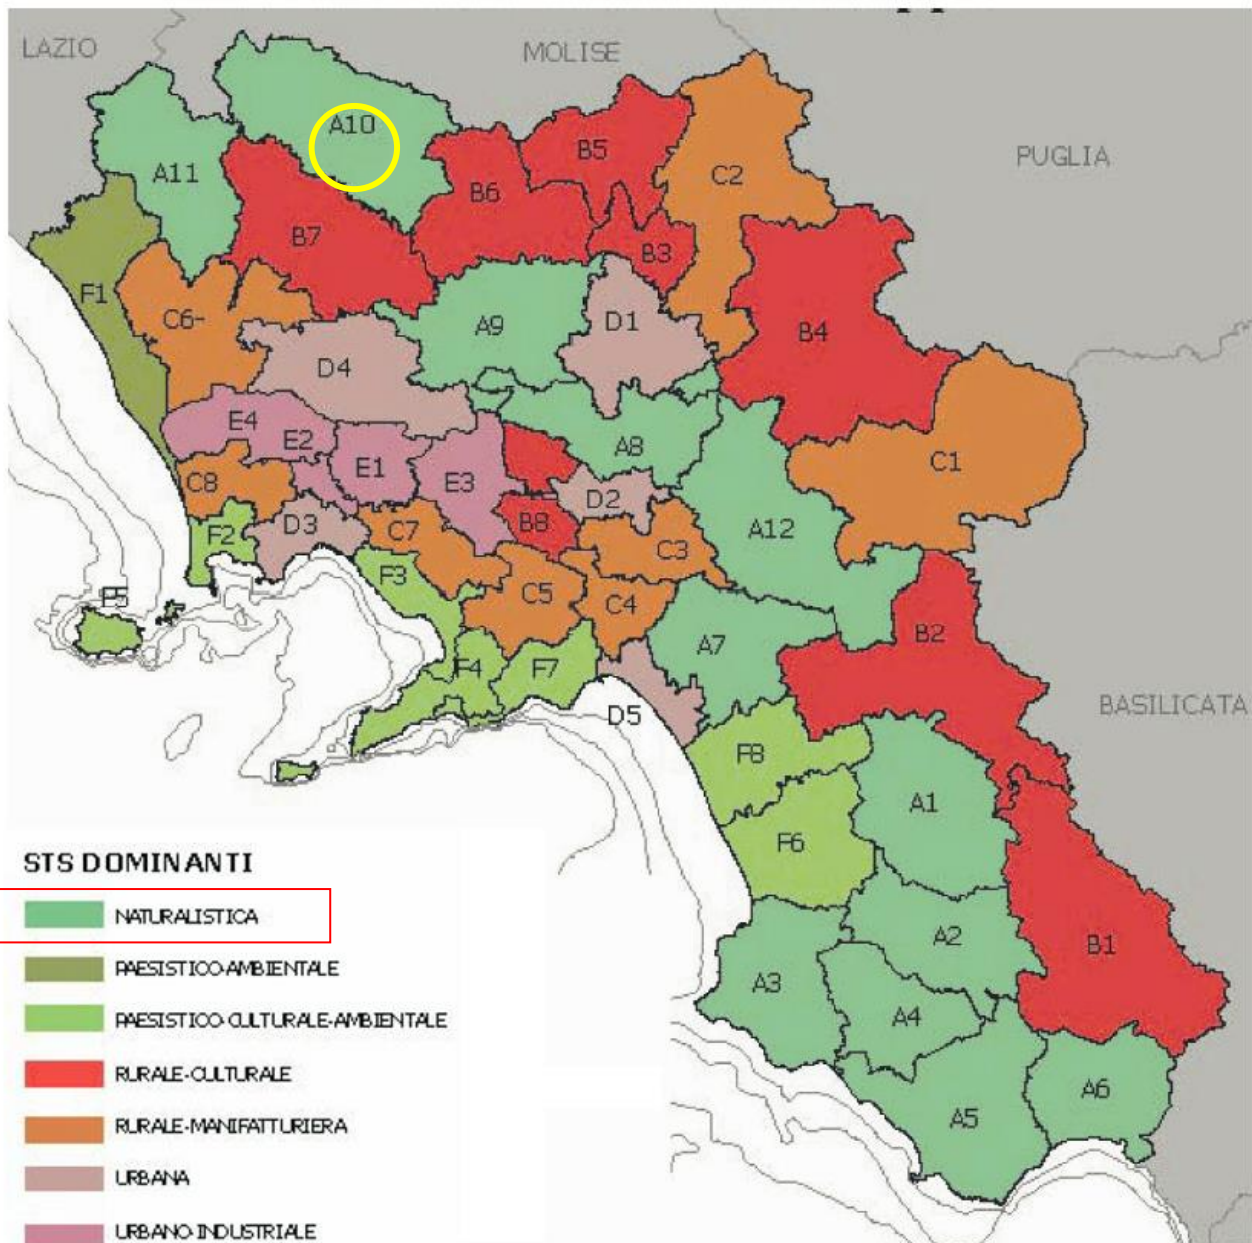 LAZIO
MOLISE
A10
B5
PUGLIA
A11
C2
B6
B7
B3
F1
C6-
A9
D1
B4
D4
E4
E2
A8
C1
E1
E3
C8
D2
D3
C7
B8
A12
F2
C3
F3
C5
C4
B2
A7
F4
F7
BASILICATA
D5
F8
A1
F6
STS DOMINANTI
NATURALISTICA
A2
B1
PAESISTICO-AMBIENTALE
A3
A4
PAESISTICO-CULTURALE-AMBIENTALE
RURALE-CULTURALE
A6
A5
RURALE-MANIFATTURIERA
URBANA
URBANO-INDUSTRIALE